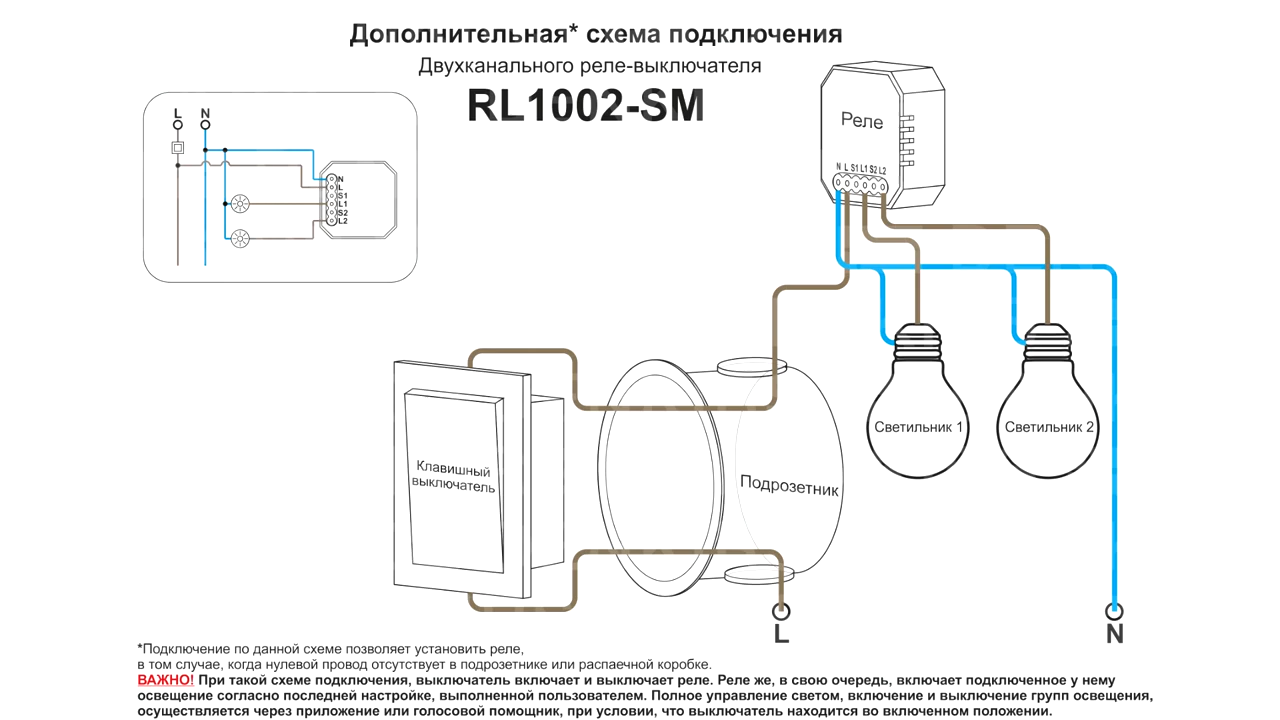 Дополнительная* схема подключения
Двухканального реле-выключателя
RL1002-SM
L N
N
L
S1
L1
S2
L2
Реле
N L S1 L1 S2 L2
Светильник 1
Светильник 2
Клавишный
выключатель
Подрозетник
L
N
*Подключение по данной схеме позволяет установить реле,
в том случае, когда нулевой провод отсутствует в подрозетнике или распаечной коробке.
ВАЖНО! При такой схеме подключения, выключатель включает и выключает реле. Реле же, в свою очередь, включает подключенное у нему
освещение согласно последней настройке, выполненной пользователем. Полное управление светом, включение и выключение групп освещения,
осуществляется через приложение или голосовой помощник, при условии, что выключатель находится во включенном положении.